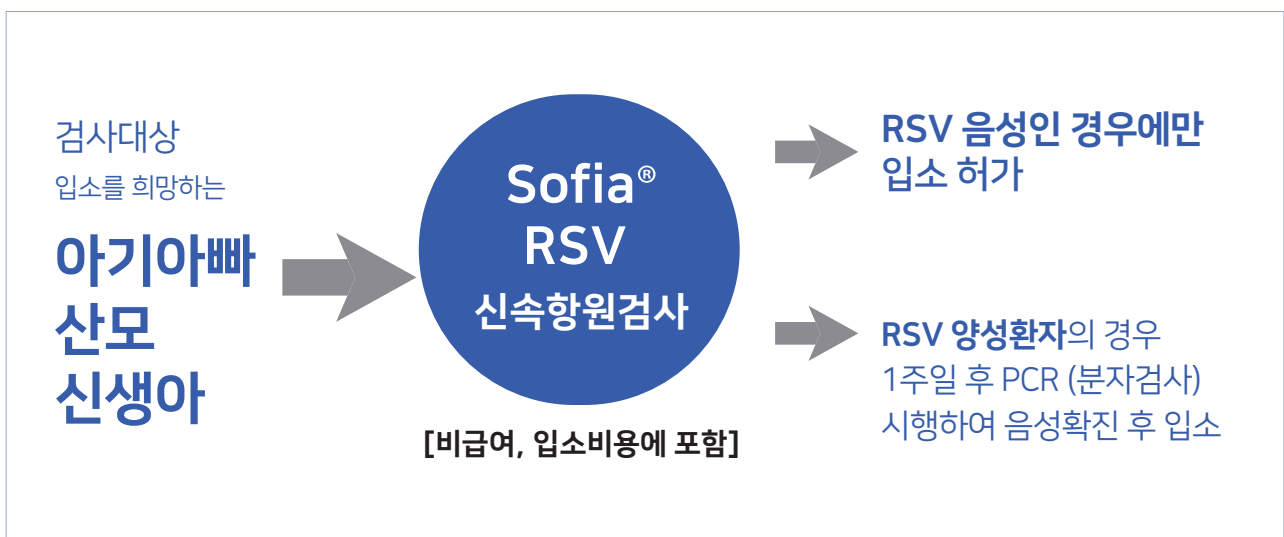 검사대상
입소를 희망하는
아기아빠
산모
신생아
Sofia®
RSV
신속항원검사
[비급여, 입소비용에 포함]
RSV 음성인 경우에만
입소 허가
RSV 양성환자의 경우
1주일 후 PCR (분자검사)
시행하여 음성확진 후 입소